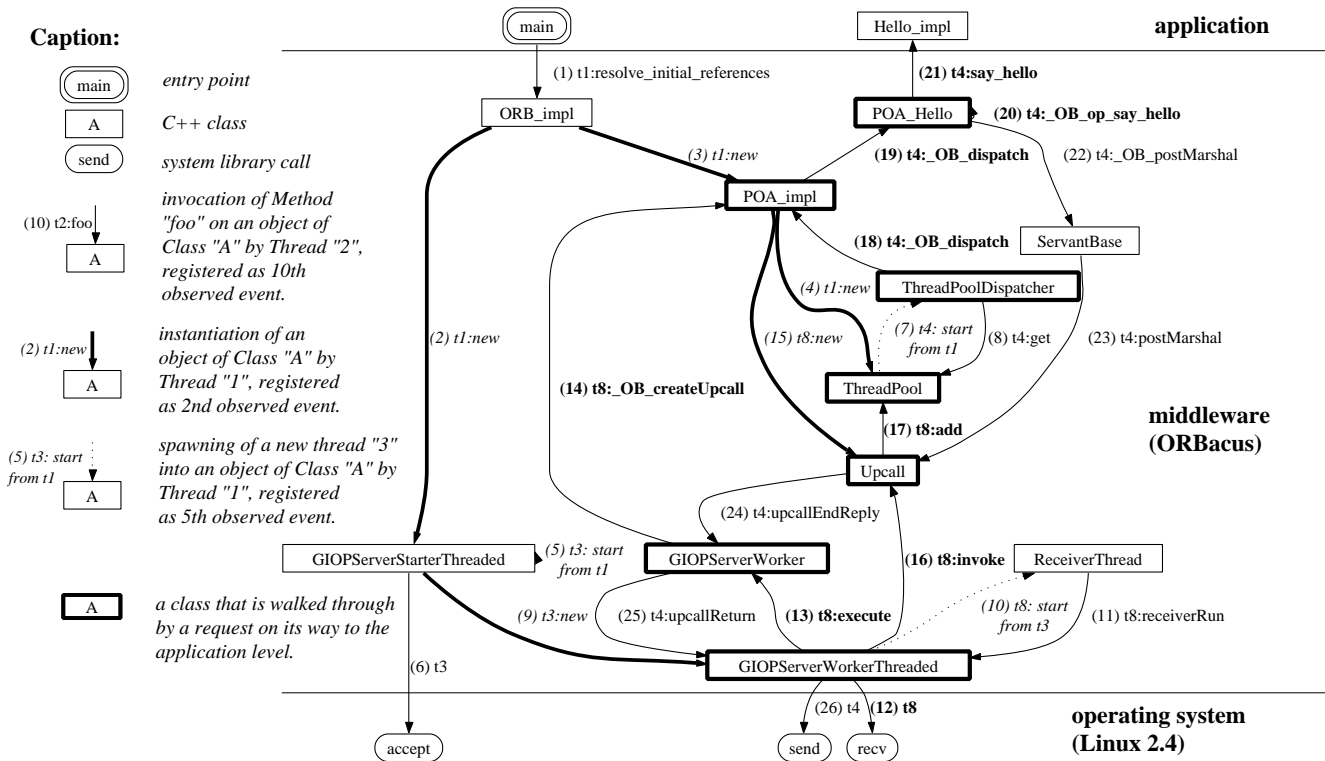 Caption:
main
entry point
A
C++ class
send
system library call
(10) t2:foo
A
invocation of Method
"foo" on an object of
Class "A" by Thread "2",
registered as 10th
observed event.
(2) t1:new
A
instantiation of an
object of Class "A" by
Thread "1", registered
as 2nd observed event.
(5) t3: start
from t1
A
spawning of a new thread "3"
into an object of Class "A" by
Thread "1", registered
as 5th observed event.
A
a class that is walked through
by a request on its way to the
application level.
main
Hello_impl
application
(1) t1:resolve_initial_references
(21) t4:say_hello
ORB_impl
POA_Hello
(20) t4:_OB_op_say_hello
(3) t1:new
(19) t4:_OB_dispatch
(22) t4:_OB_postMarshal
POA_impl
(18) t4:_OB_dispatch
ServantBase
(4) t1:new
ThreadPoolDispatcher
(2) t1:new
(15) t8:new
(7) t4: start
from t1
(8) t4:get
(23) t4:postMarshal
(14) t8:_OB_createUpcall
ThreadPool
middleware
(ORBacus)
(17) t8:add
Upcall
(24) t4:upcallEndReply
GIOPServerStarterThreaded
(5) t3: start
from t1
GIOPServerWorker
(16) t8:invoke
ReceiverThread
(9) t3:new
(25) t4:upcallReturn
(13) t8:execute
(10) t8: start
from t3
(11) t8:receiverRun
(6) t3
GIOPServerWorkerThreaded
(26) t4
(12) t8
operating system
(Linux 2.4)
accept
send
recv